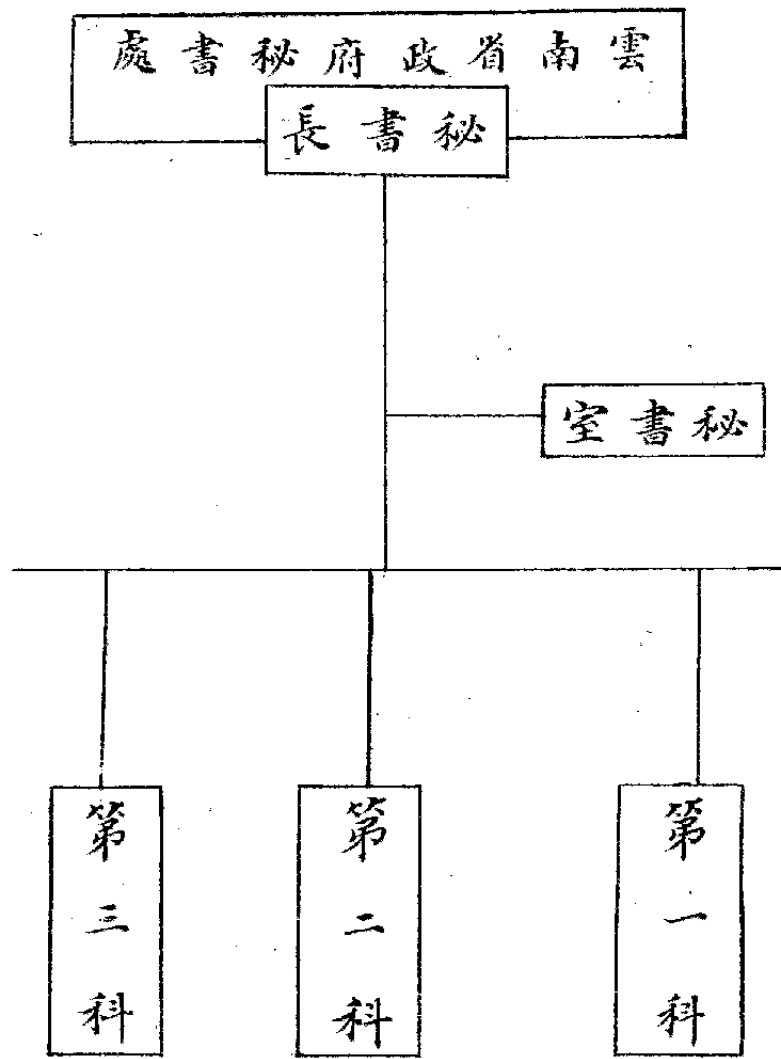 雲南省政府秘書處
秘書長
秘書室
第一科
第二科
第三科